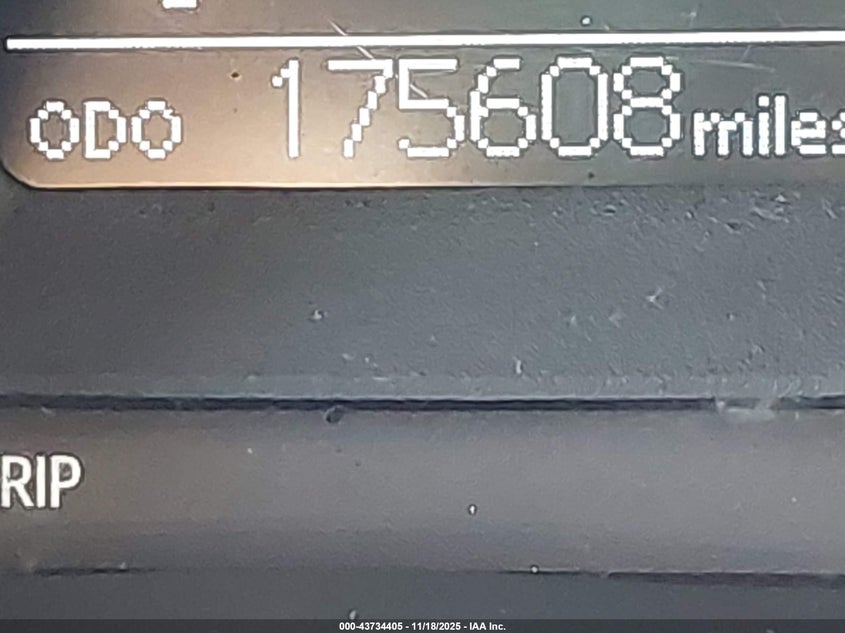 ODO 175608 miles
RIP
000-43734405 - 11/18/2025 - IAA Inc.